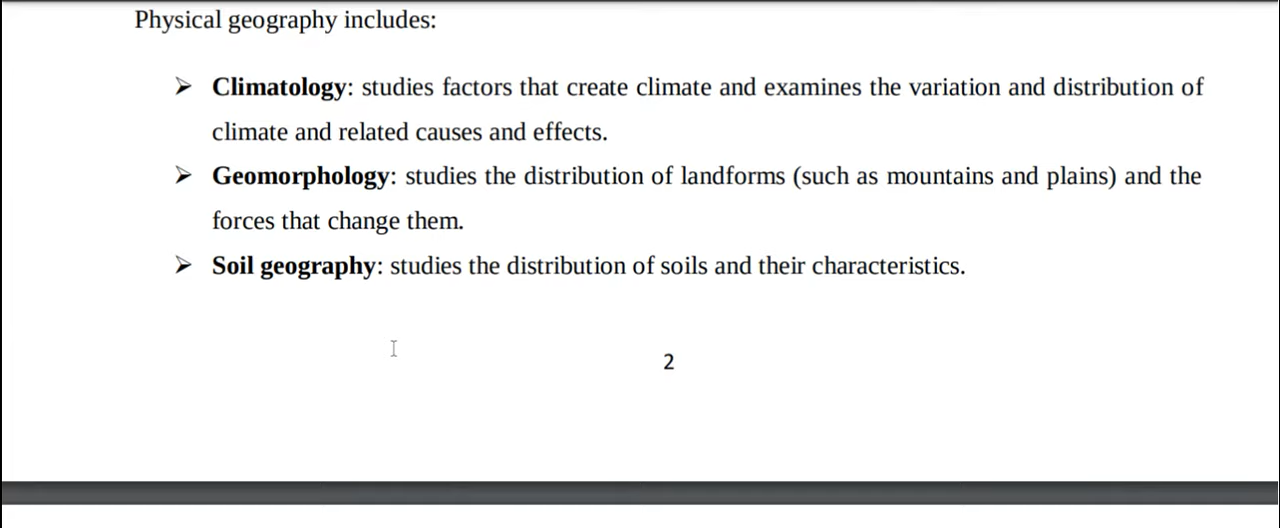 Physical geography includes:
➢ Climatology: studies factors that create climate and examines the variation and distribution of
climate and related causes and effects.
➢ Geomorphology: studies the distribution of landforms (such as mountains and plains) and the
forces that change them.
➢ Soil geography: studies the distribution of soils and their characteristics.
2